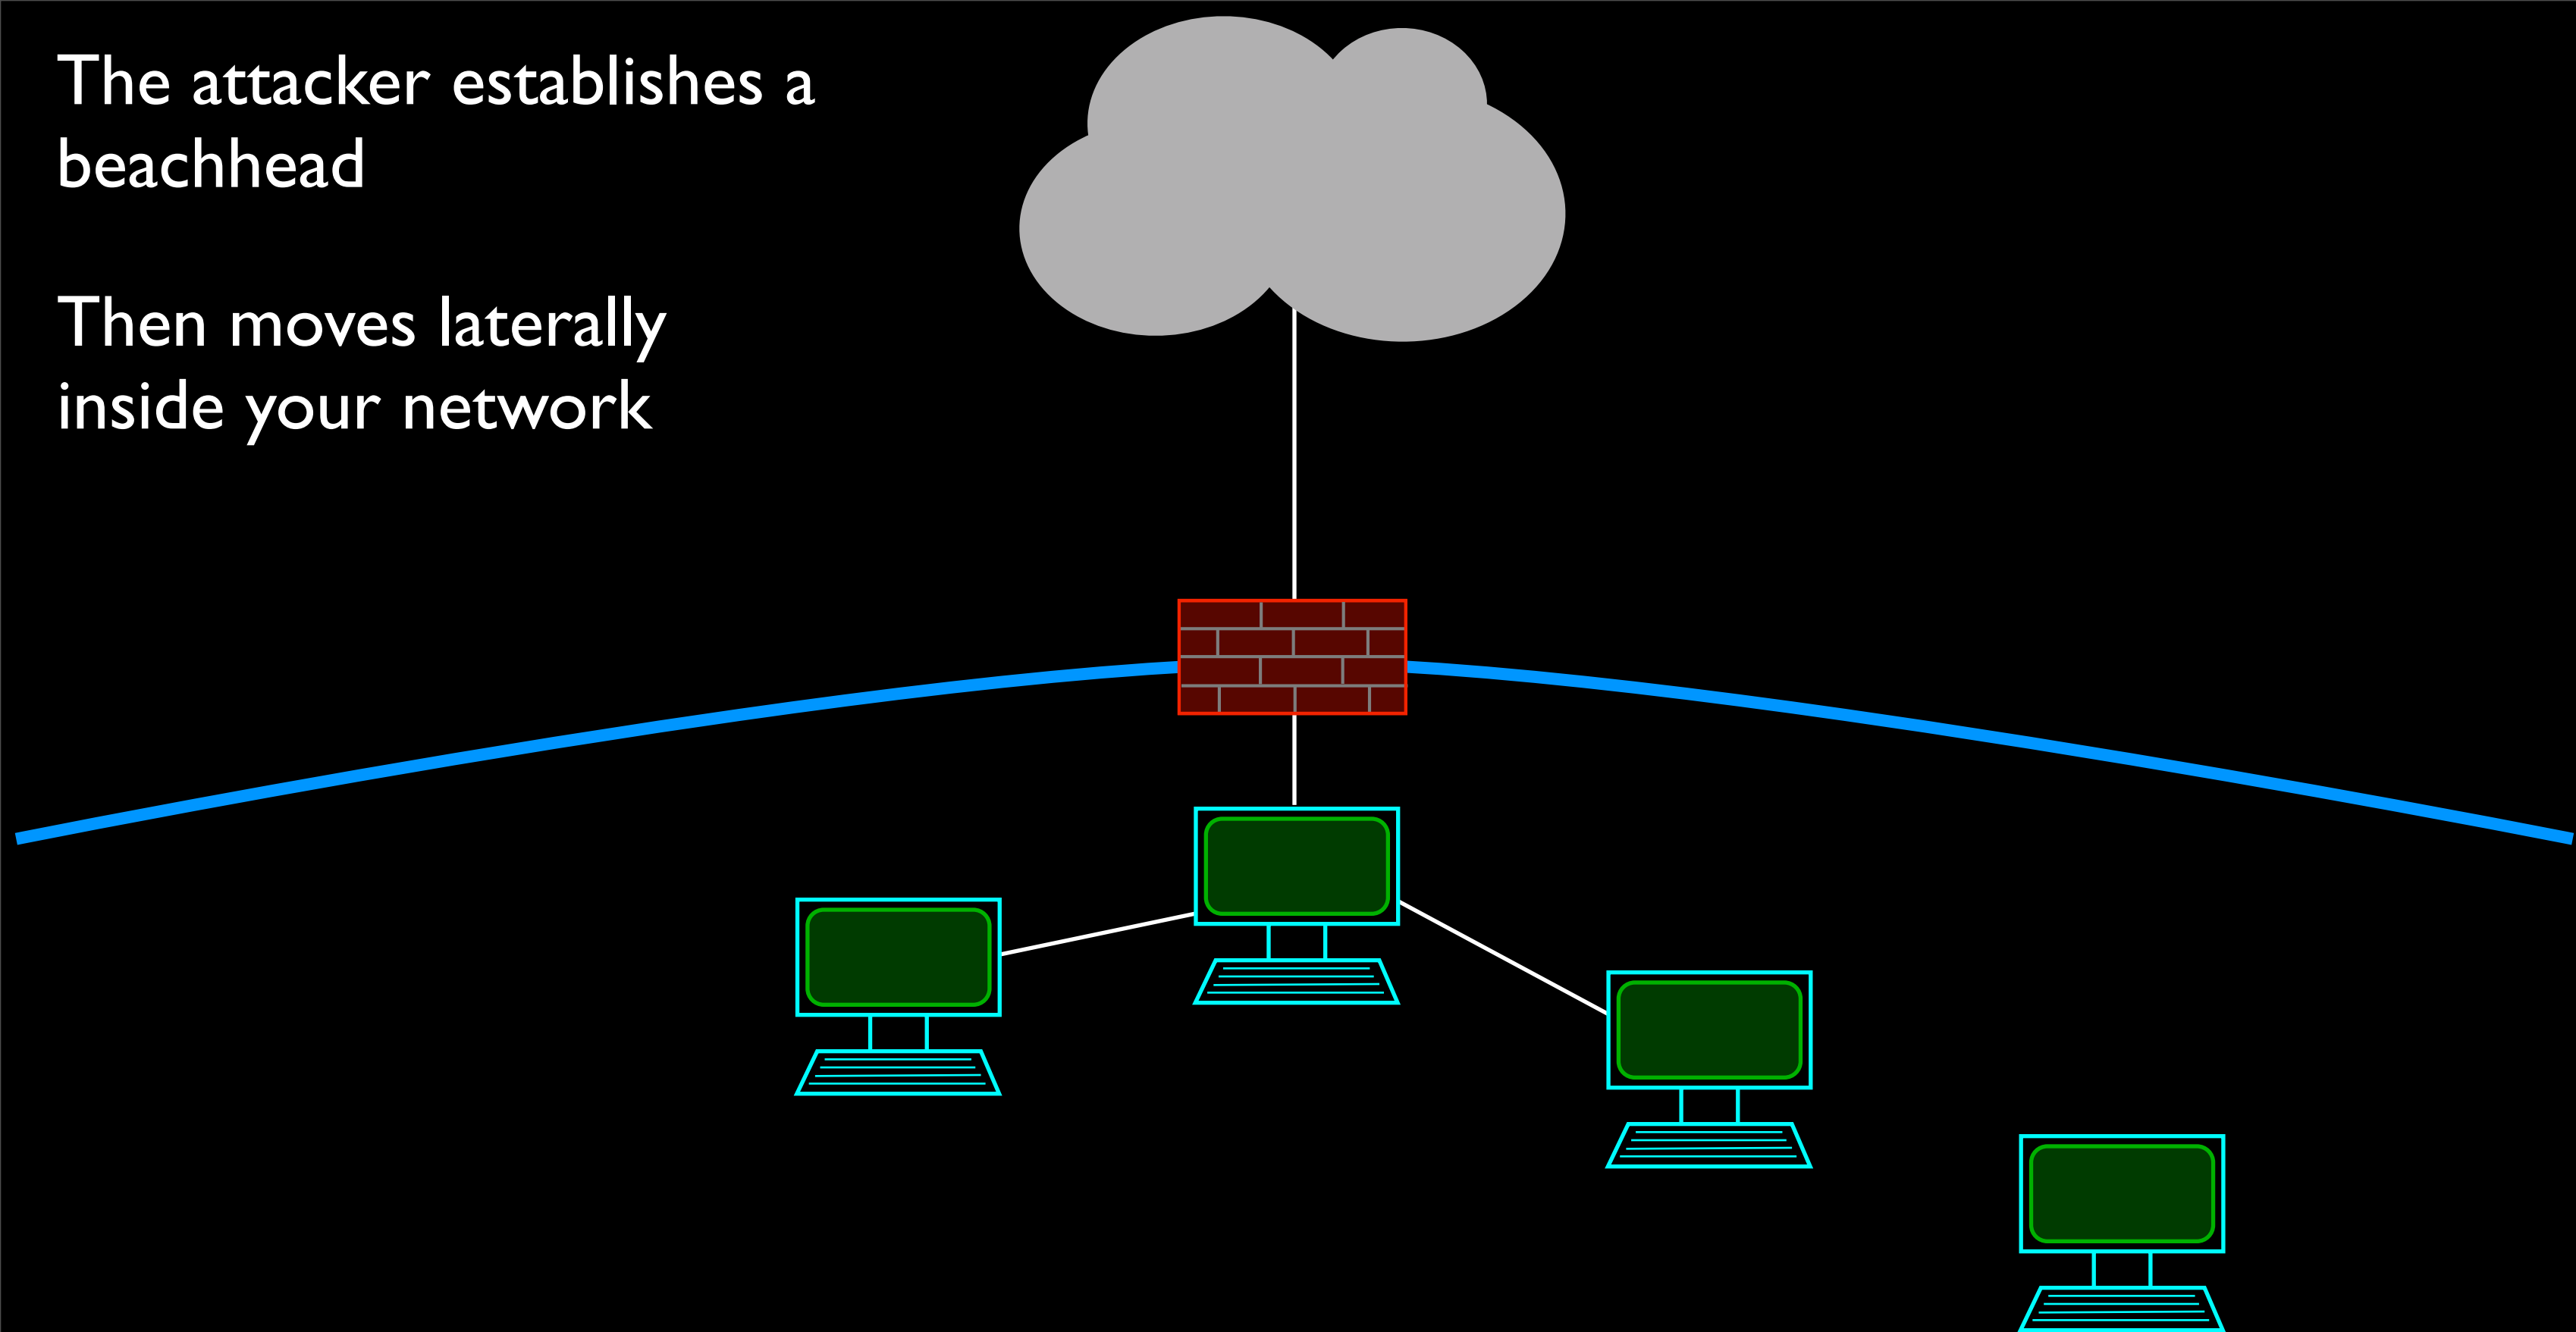 The attacker establishes a
beachhead
Then moves laterally
inside your network